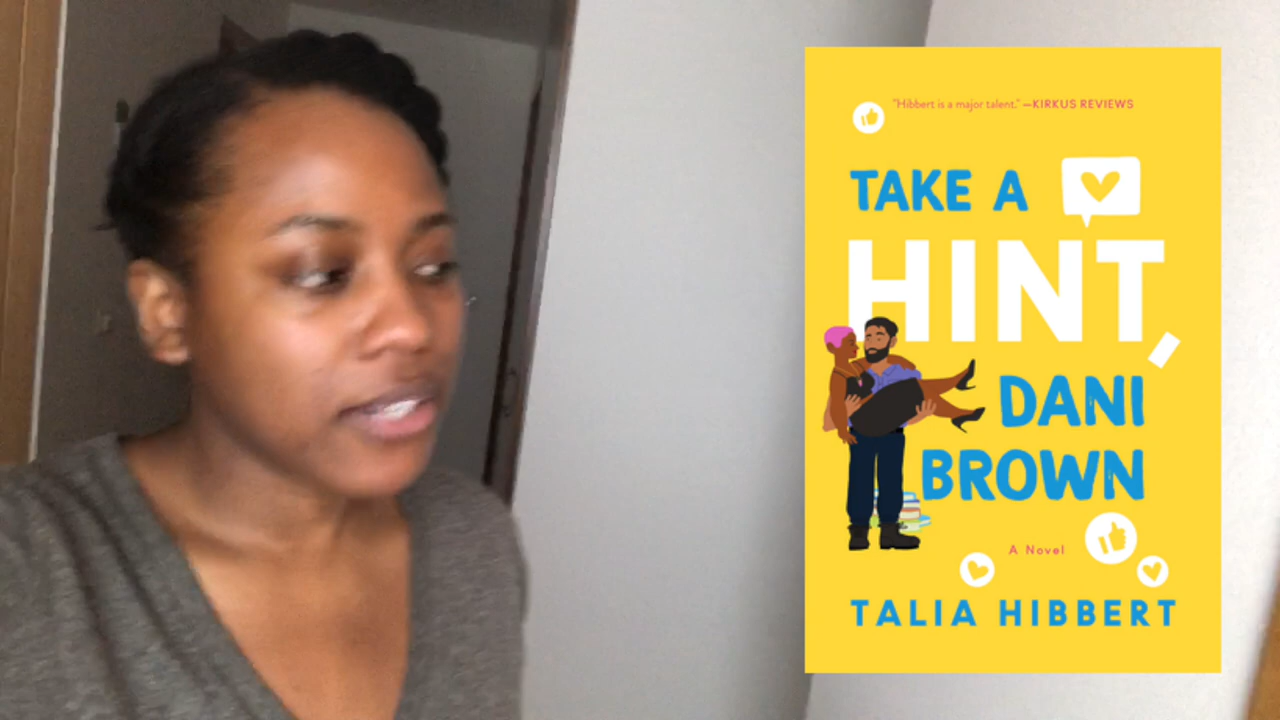 "Hibbert is a major talent." —KIRKUS REVIEWS
TAKE A
HINT,
DANI
BROWN
A Novel
TALIA HIBBERT